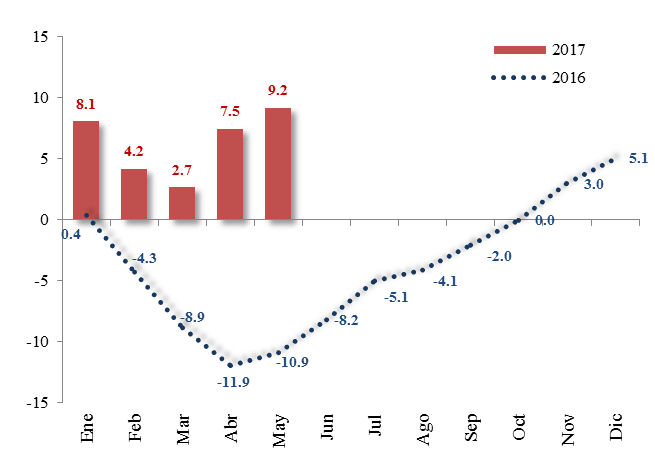 15
10
5
0
-5
-10
-15
2017
2016
8.1
4.2
2.7
7.5
9.2
0.4
-4.3
-8.9
-11.9
-10.9
-8.2
-5.1
-4.1
-2.0
0.0
3.0
5.1
Ene
Feb
Mar
Abr
May
Jun
Jul
Ago
Sep
Oct
Nov
Dic